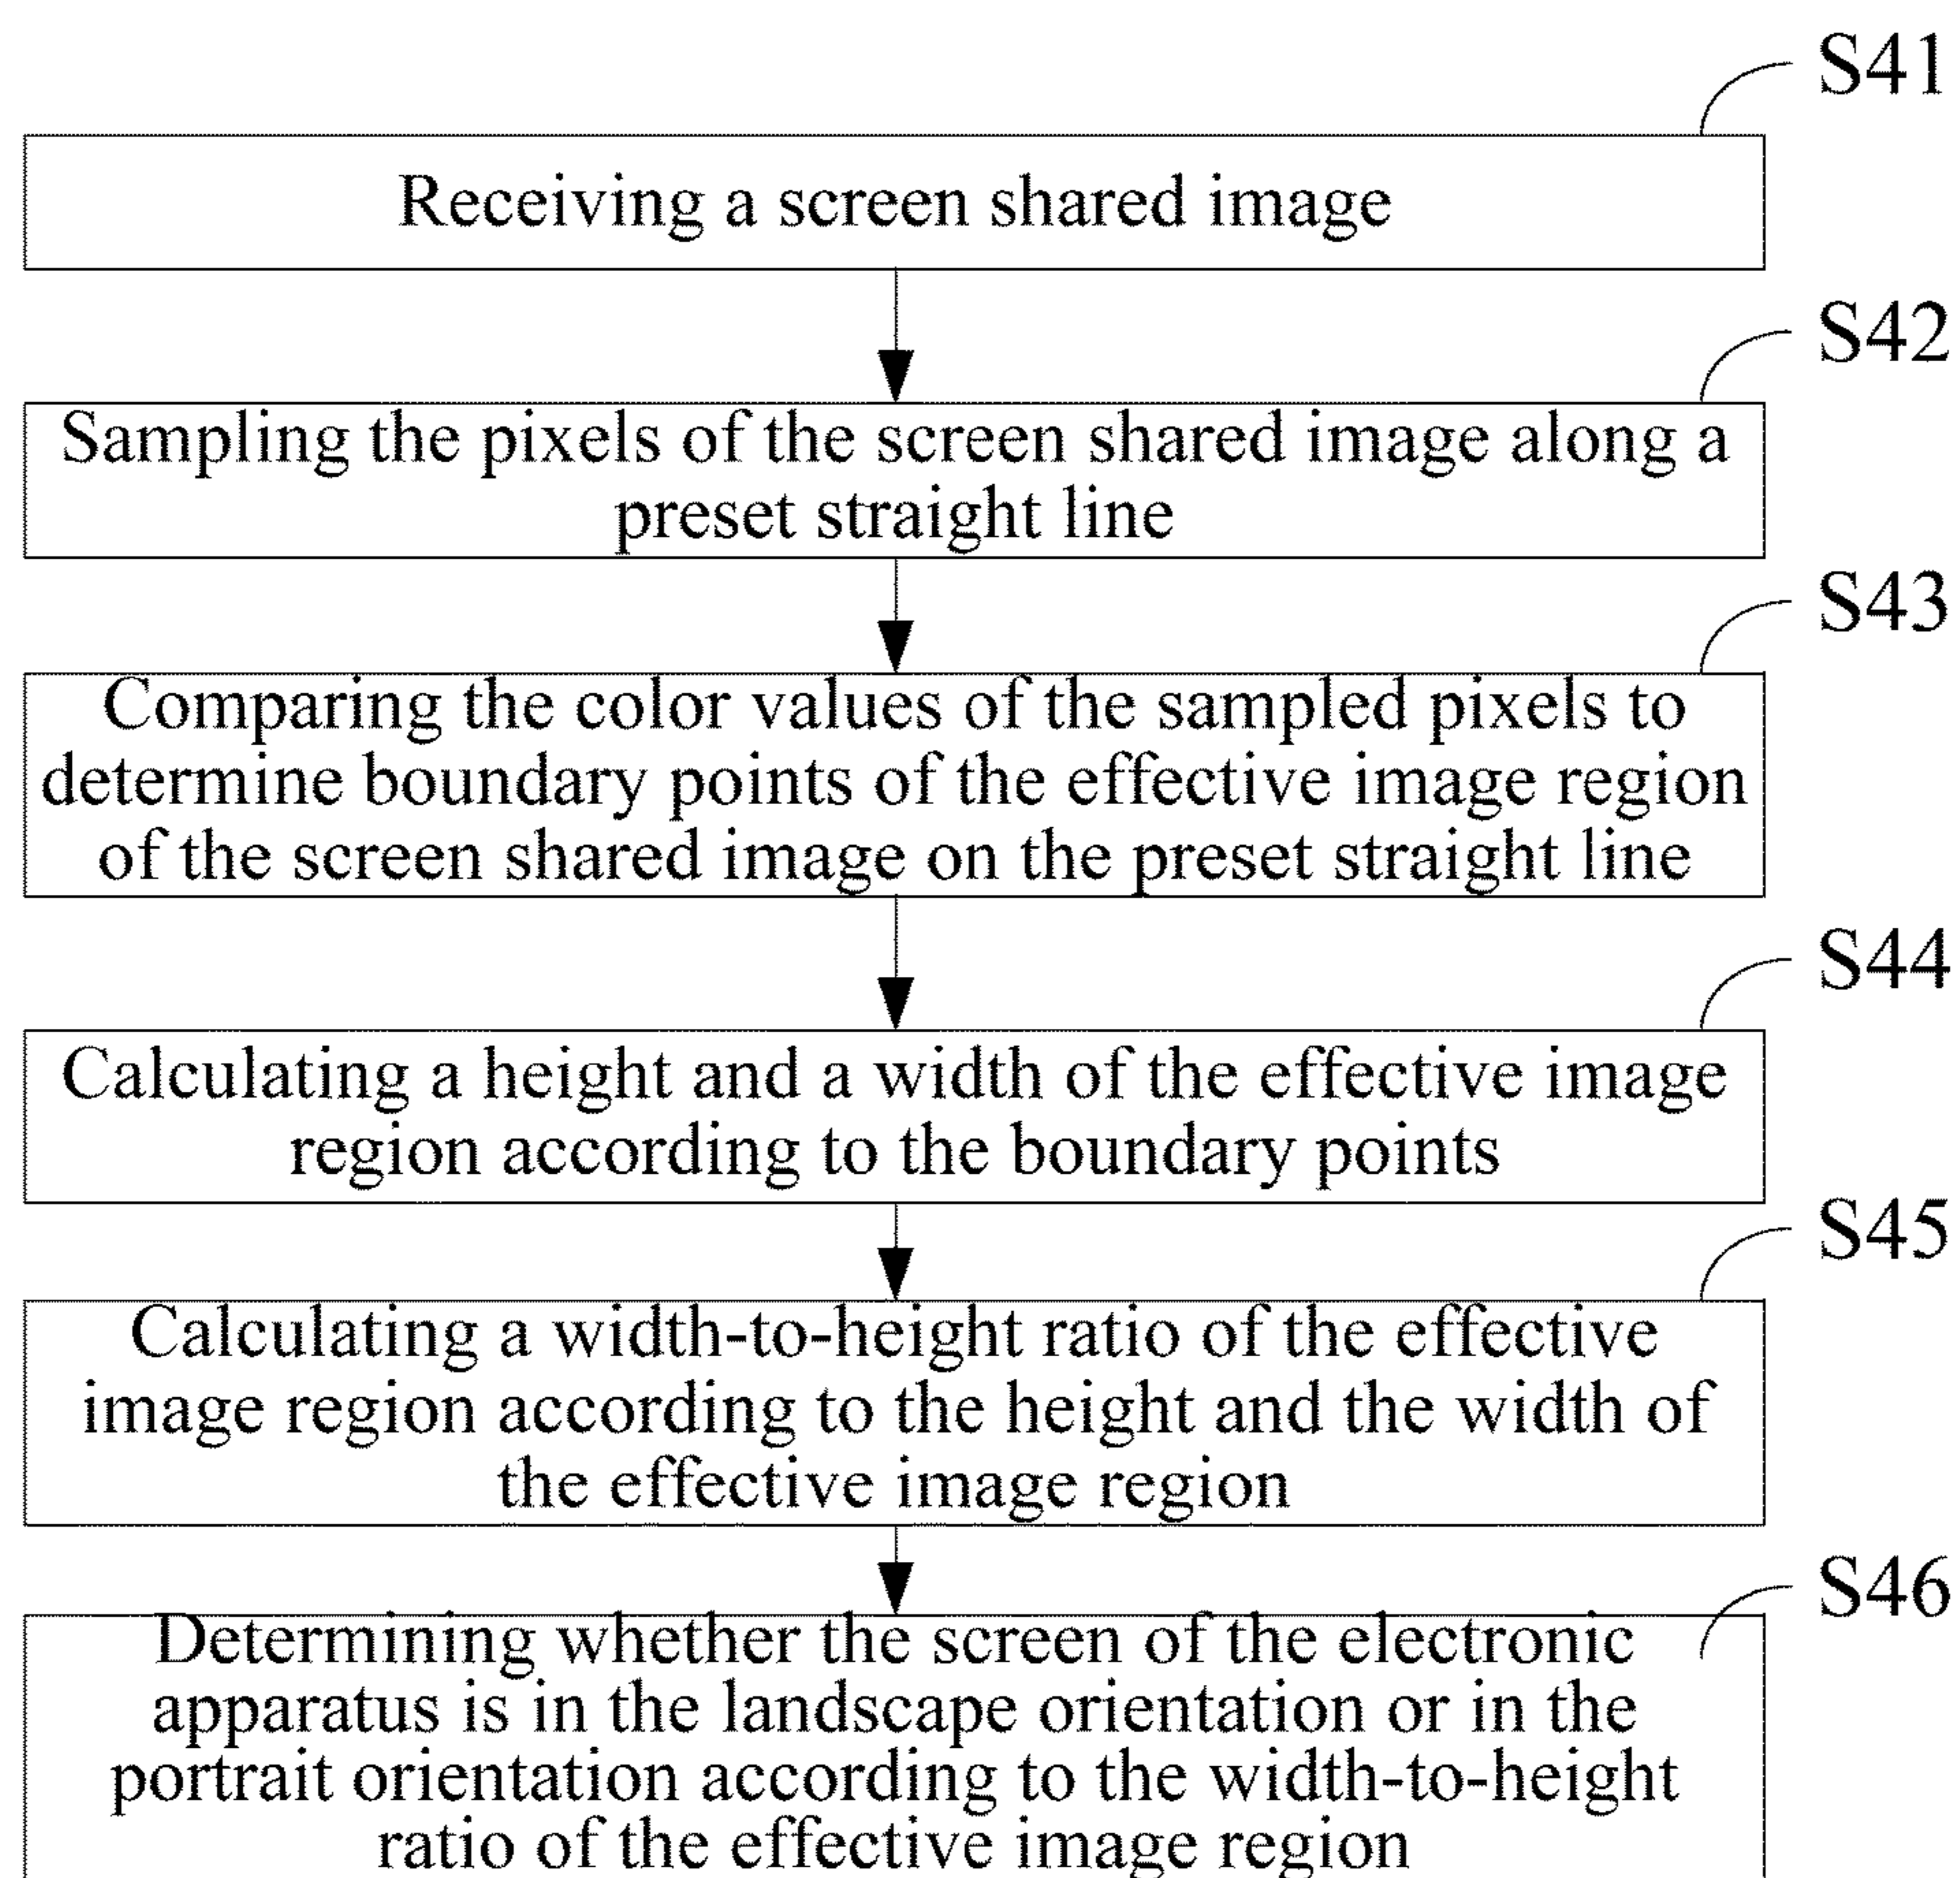 S41
Receiving a screen shared image
S42
Sampling the pixels of the screen shared image along a
preset straight line
S43
Comparing the color values of the sampled pixels to
determine boundary points of the effective image region
of the screen shared image on the preset straight line
S44
Calculating a height and a width of the effective image
region according to the boundary points
S45
Calculating a width-to-height ratio of the effective
image region according to the height and the width of
the effective image region
S46
Determining whether the screen of the electronic
apparatus is in the landscape orientation or in the
portrait orientation according to the width-to-height
ratio of the effective image region